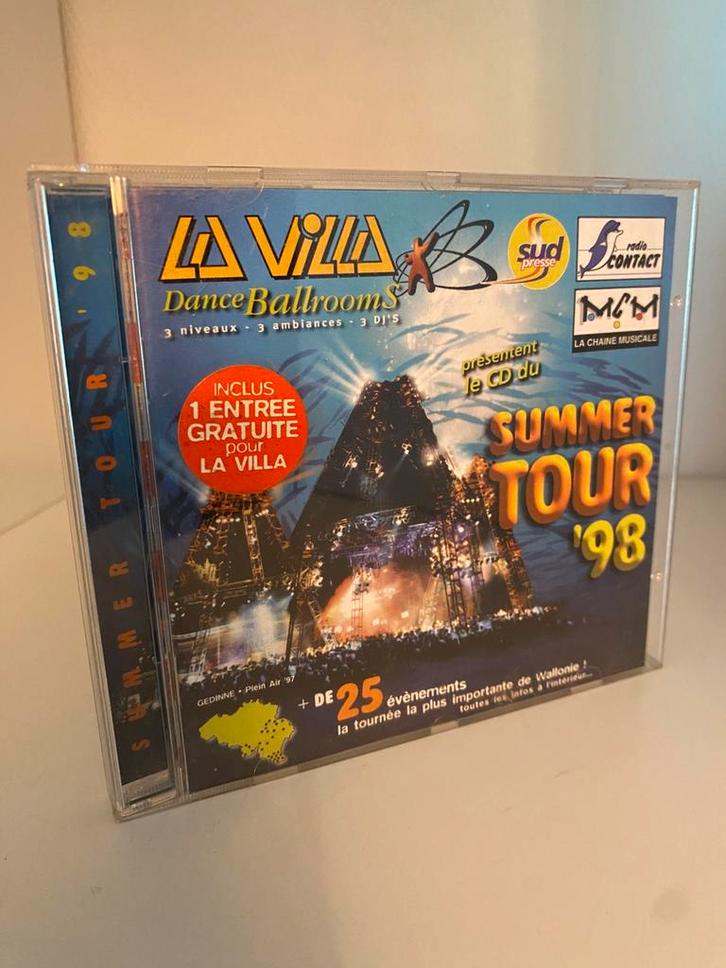 SUMMER TOUR '98
LA VILLA
Dance BallroomS
3 niveaux - 3 ambiances - 3 DJ'S
sud
presse
radio
CONTACT
MCM
LA CHAINE MUSICALE
présentent
le CD du
SUMMER
TOUR
'98
INCLUS
1 ENTREE
GRATUITE
pour
LA VILLA
GEDINNE • Plein Air '97
+ DE 25 évènements
la tournée la plus importante de Wallonie !
toutes les infos à l'intérieur...